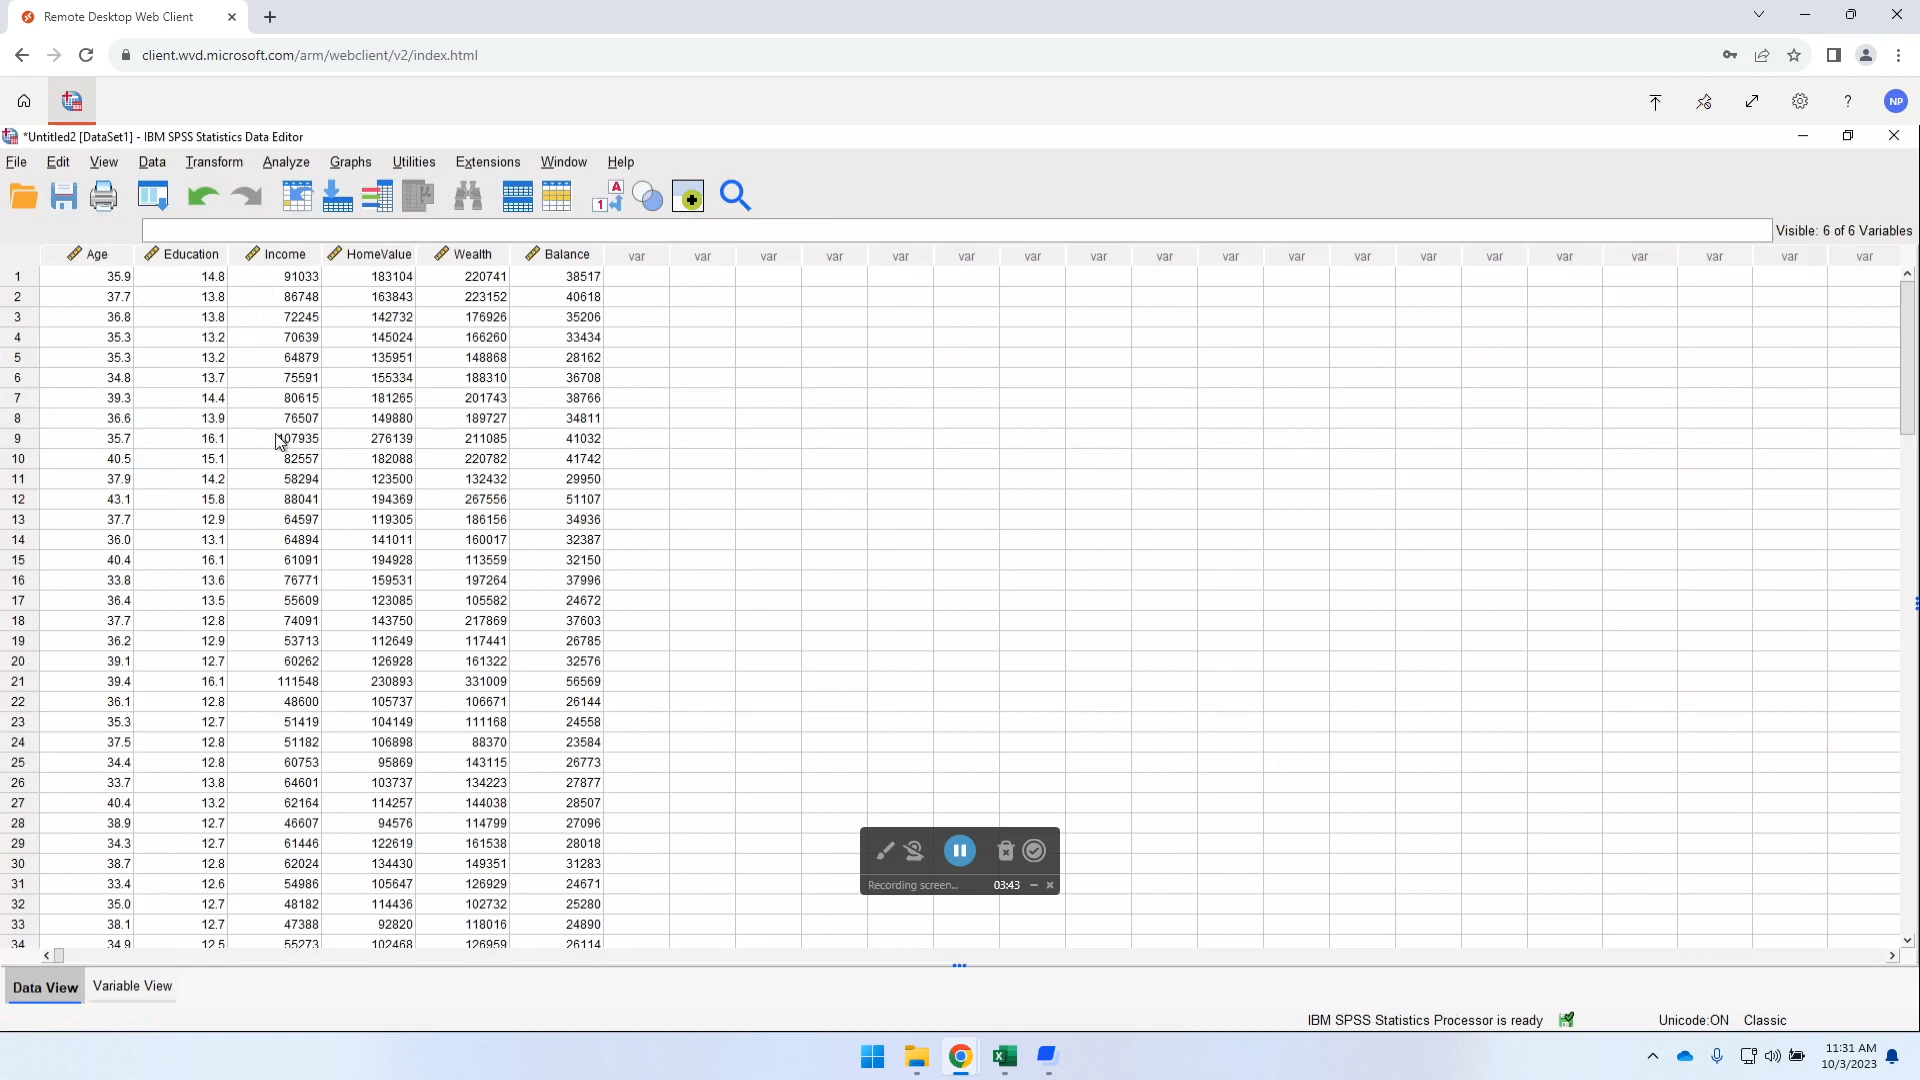 Remote Desktop Web Client
client.wvd.microsoft.com/arm/webclient/v2/index.html
NP
*Untitled2 [DataSet1] - IBM SPSS Statistics Data Editor
File Edit View Data Transform Analyze Graphs Utilities Extensions Window Help
Visible: 6 of 6 Variables
Age Education Income HomeValue Wealth Balance var var var var var var var var var var var var var var var var var var var
1 35.9 14.8 91033 183104 220741 38517
2 37.7 13.8 86748 163843 223152 40618
3 36.8 13.8 72245 142732 176926 35206
4 35.3 13.2 70639 145024 166260 33434
5 35.3 13.2 64879 135951 148868 28162
6 34.8 13.7 75591 155334 188310 36708
7 39.3 14.4 80615 181265 201743 38766
8 36.6 13.9 76507 149880 189727 34811
9 35.7 16.1 107935 276139 211085 41032
10 40.5 15.1 82557 182088 220782 41742
11 37.9 14.2 58294 123500 132432 29950
12 43.1 15.8 88041 194369 267556 51107
13 37.7 12.9 64597 119305 186156 34936
14 36.0 13.1 64894 141011 160017 32387
15 40.4 16.1 61091 194928 113559 32150
16 33.8 13.6 76771 159531 197264 37996
17 36.4 13.5 55609 123085 105582 24672
18 37.7 12.8 74091 143750 217869 37603
19 36.2 12.9 53713 112649 117441 26785
20 39.1 12.7 60262 126928 161322 32576
21 39.4 16.1 111548 230893 331009 56569
22 36.1 12.8 48600 105737 106671 26144
23 35.3 12.7 51419 104149 111168 24558
24 37.5 12.8 51182 106898 88370 23584
25 34.4 12.8 60753 95869 143115 26773
26 33.7 13.8 64601 103737 134223 27877
27 40.4 13.2 62164 114257 144038 28507
28 38.9 12.7 46607 94576 114799 27096
29 34.3 12.7 61446 122619 161538 28018
30 38.7 12.8 62024 134430 149351 31283
31 33.4 12.6 54986 105647 126929 24671
32 35.0 12.7 48182 114436 102732 25280
33 38.1 12.7 47388 92820 118016 24890
34 34.9 12.5 55273 102468 126959 26114
Recording screen... 03:43
Data View Variable View
IBM SPSS Statistics Processor is ready Unicode:ON Classic
11:31 AM
10/3/2023